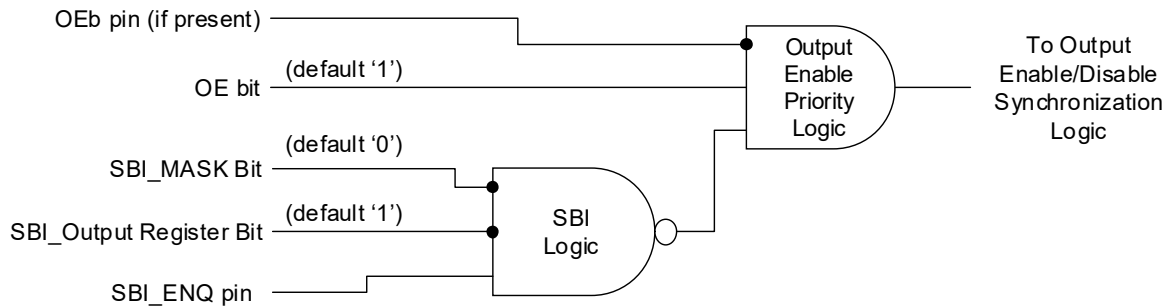 OEb pin (if present)
OE bit
(default ‘1’)
SBI_MASK Bit
(default ‘0’)
SBI_Output Register Bit
(default ‘1’)
SBI_ENQ pin
SBI
Logic
Output
Enable
Priority
Logic
To Output
Enable/Disable
Synchronization
Logic